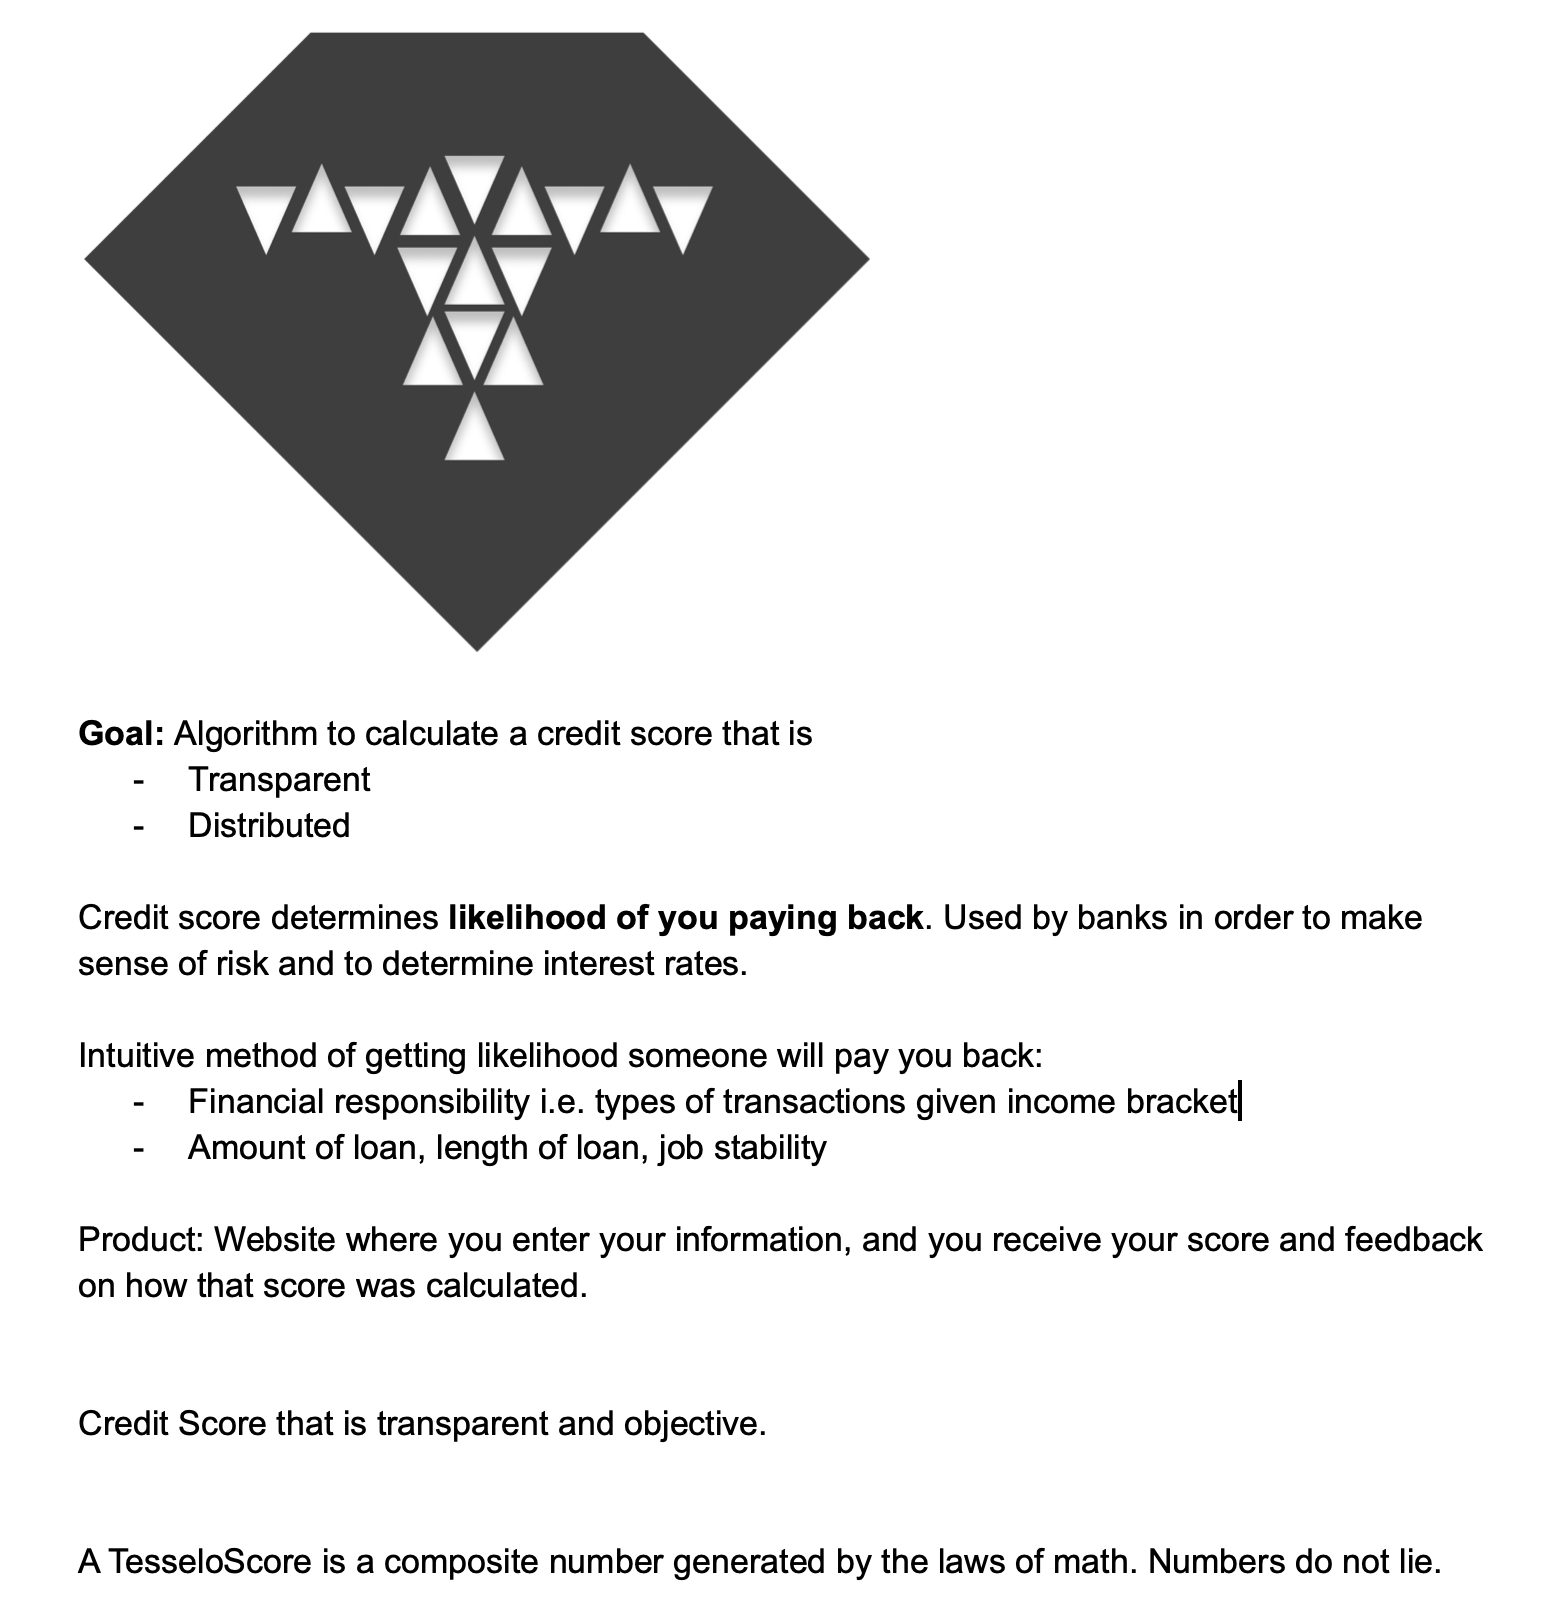 Goal: Algorithm to calculate a credit score that is
- Transparent
- Distributed
Credit score determines likelihood of you paying back. Used by banks in order to make
sense of risk and to determine interest rates.
Intuitive method of getting likelihood someone will pay you back:
- Financial responsibility i.e. types of transactions given income bracket
- Amount of loan, length of loan, job stability
Product: Website where you enter your information, and you receive your score and feedback
on how that score was calculated.
Credit Score that is transparent and objective.
A TesseloScore is a composite number generated by the laws of math. Numbers do not lie.